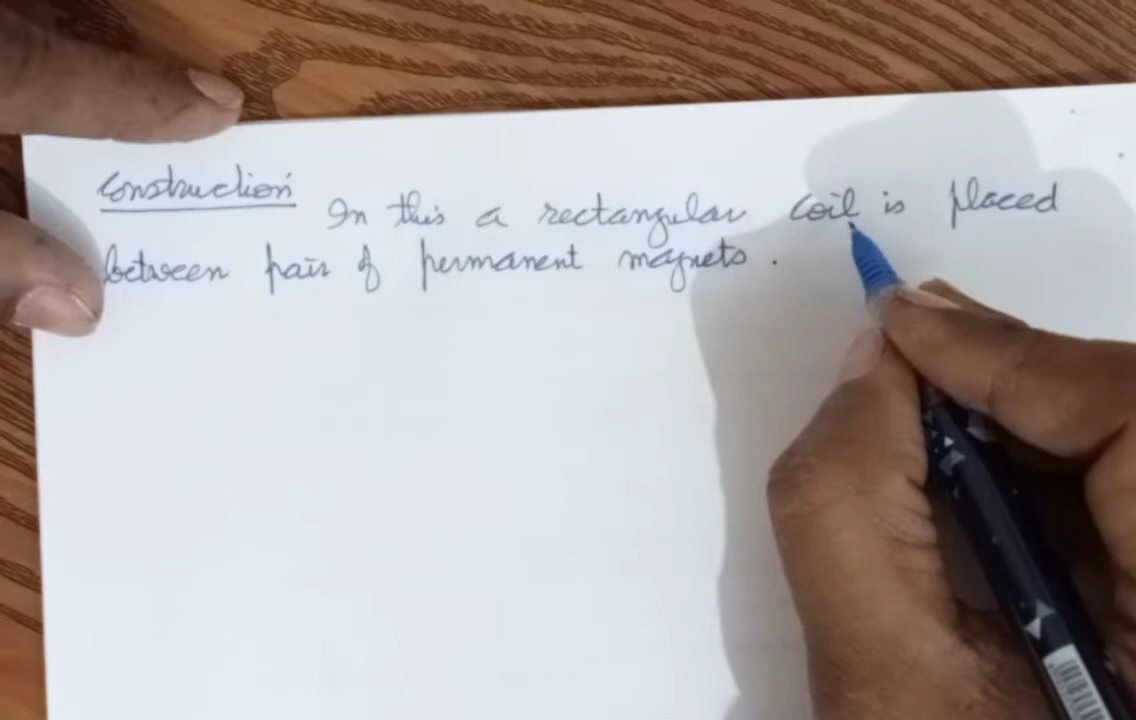 Construction In this a rectangular coil is placed
between pair of permanent magnets.